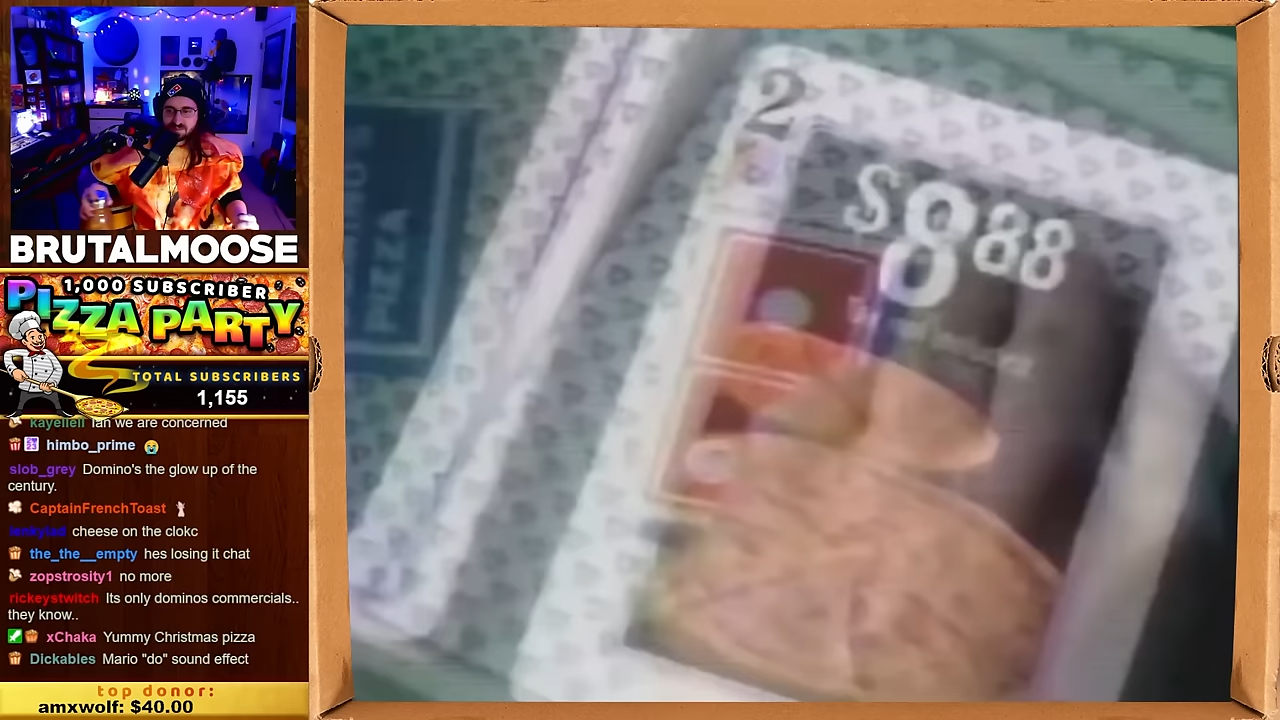 BRUTALMOOSE
1,000 SUBSCRIBER
PIZZA PARTY
TOTAL SUBSCRIBERS
1,155
kayelleli Ian we are concerned
himbo_prime
slob_grey Domino's the glow up of the
century.
CaptainFrenchToast
cheese on the clokc
the_the__empty hes losing it chat
zopstrosity1 no more
rickeystwitch Its only dominos commercials..
they know..
xChaka Yummy Christmas pizza
Dickables Mario "do" sound effect
top donor:
amxwolf: $40.00
PIZZA
2
$888